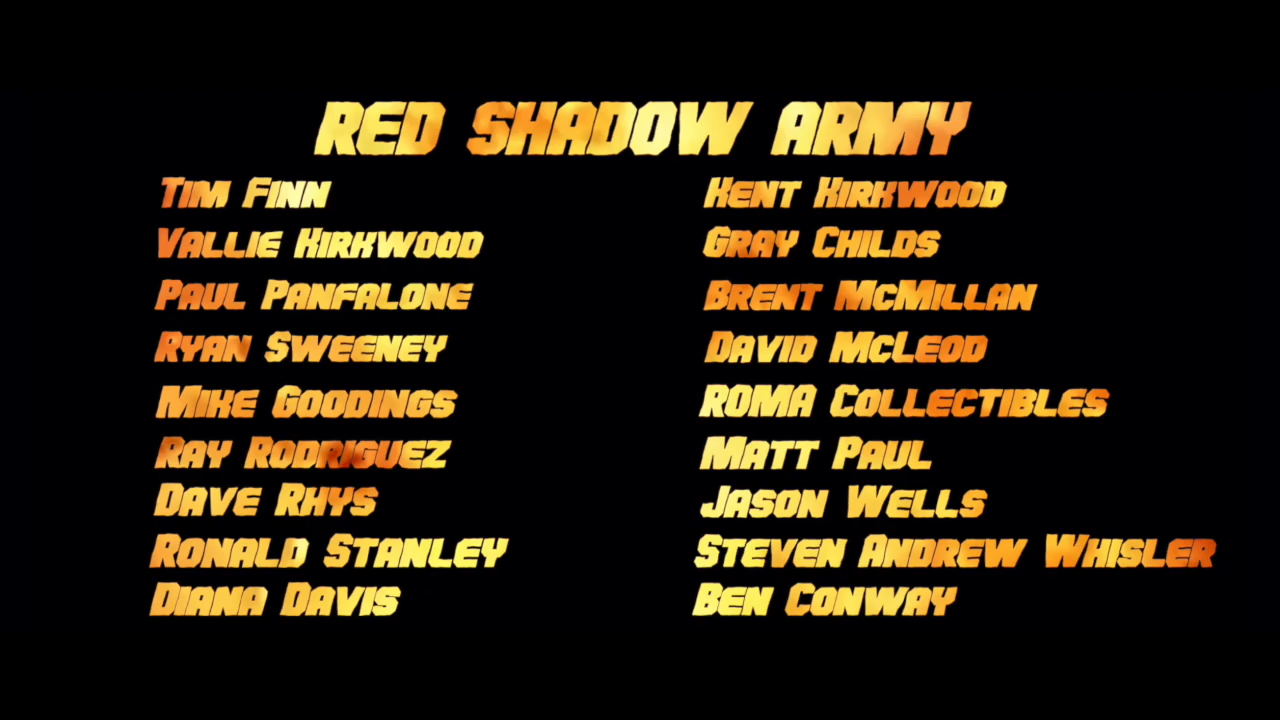 RED SHADOW ARMY
Tim Finn
Vallie Kirkwood
Paul Panfalone
Ryan Sweeney
Mike Goodings
Ray Rodriguez
Dave Rhys
Ronald Stanley
Diana Davis
Kent Kirkwood
Gray Childs
Brent McMillan
David McLeod
ROMA Collectibles
Matt Paul
Jason Wells
Steven Andrew Whisler
Ben Conway